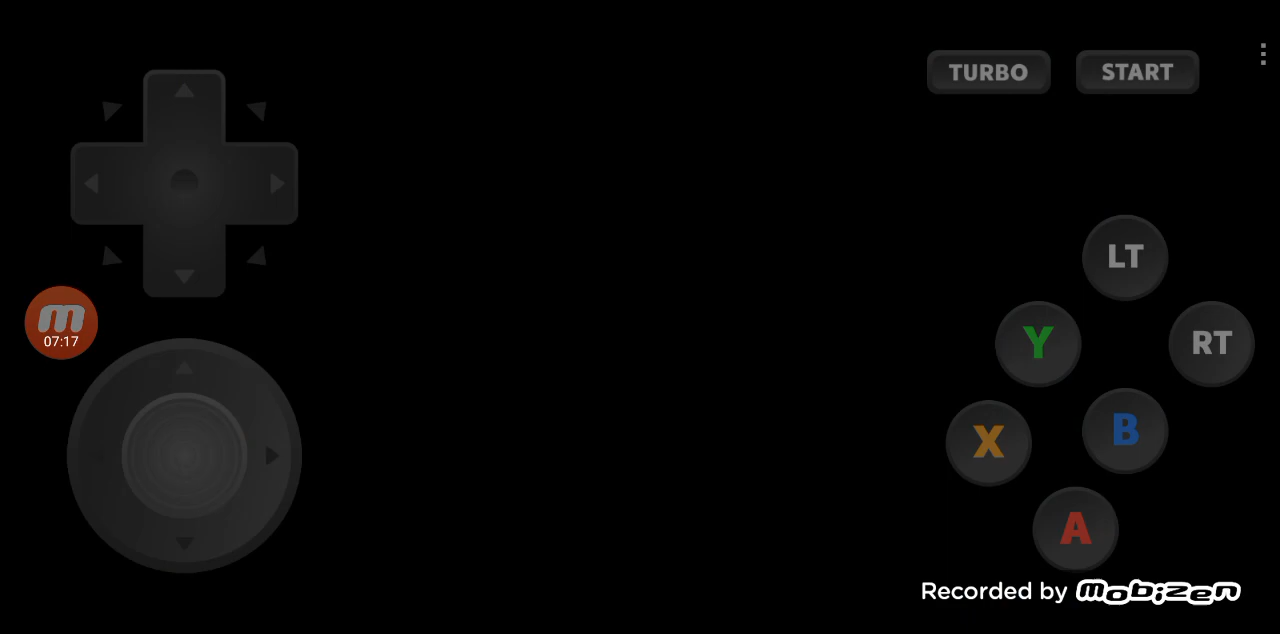 TURBO START
LT
Y RT
X B
A
m
07:17
Recorded by mobizen